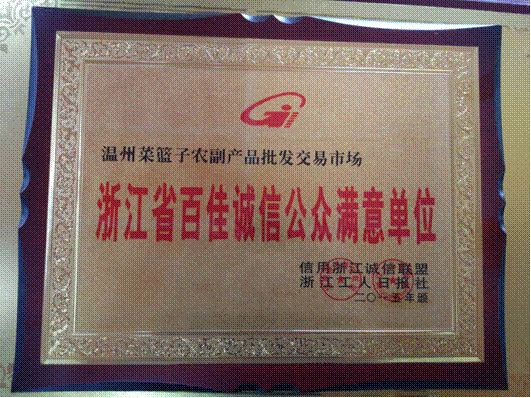 温州菜篮子农副产品批发交易市场
浙江省百佳诚信公众满意单位
信用浙江诚信联盟
浙江工人日报社
二〇一五年题